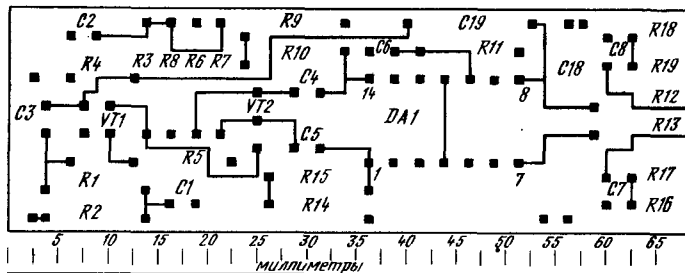 C2 R9 C19 R18
R3 R8 R6 R7 R10 C6 R11 C8
R4 C4 14 8 C18 R19
C3 VT1 VT2 DA1 R12
R13
R5 C5
R1 C1 R15 1 7 C7 R17
R2 R14 R16
5 10 15 20 25 30 35 40 45 50 55 60 65
миллиметры